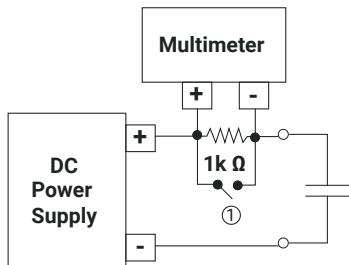 Multimeter
+
-
+
1k Ω
DC
Power
Supply
①
-